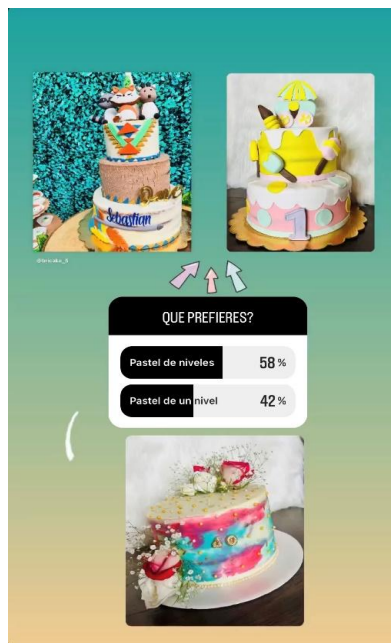 Sebastian
1
QUE PREFIERES?
Pastel de niveles
58%
Pastel de un nivel
42%